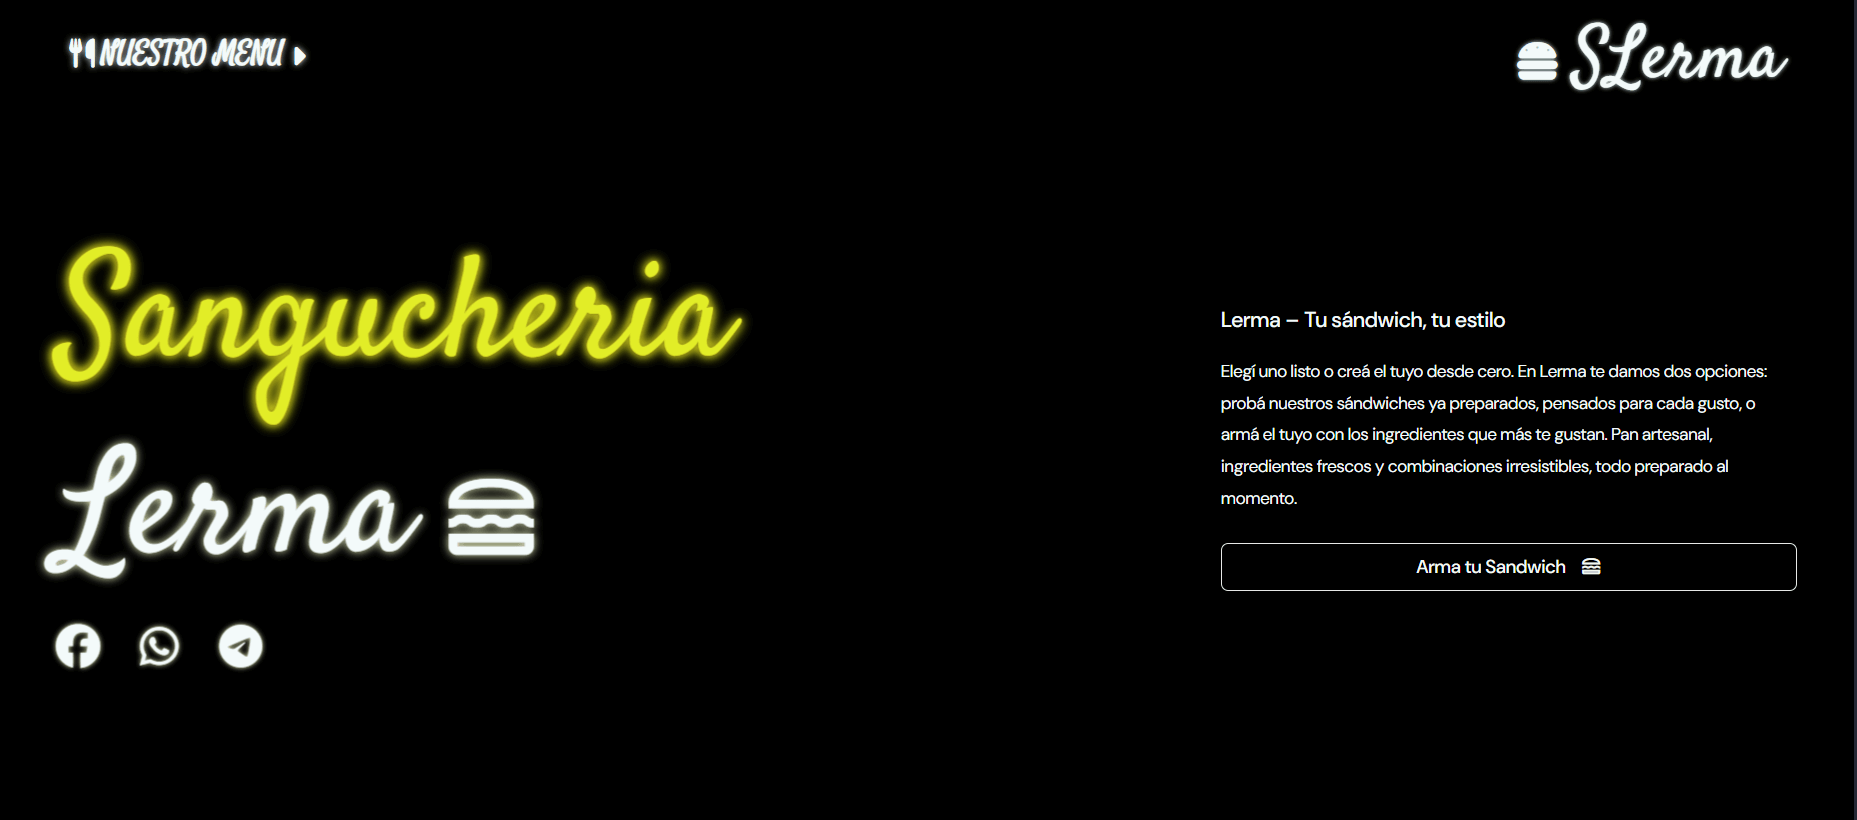 NUESTRO MENU
SLerma
Sangucheria
Lerma
Lerma – Tu sándwich, tu estilo
Elegí uno listo o creá el tuyo desde cero. En Lerma te damos dos opciones:
probá nuestros sándwiches ya preparados, pensados para cada gusto, o
armá el tuyo con los ingredientes que más te gustan. Pan artesanal,
ingredientes frescos y combinaciones irresistibles, todo preparado al
momento.
Arma tu Sandwich